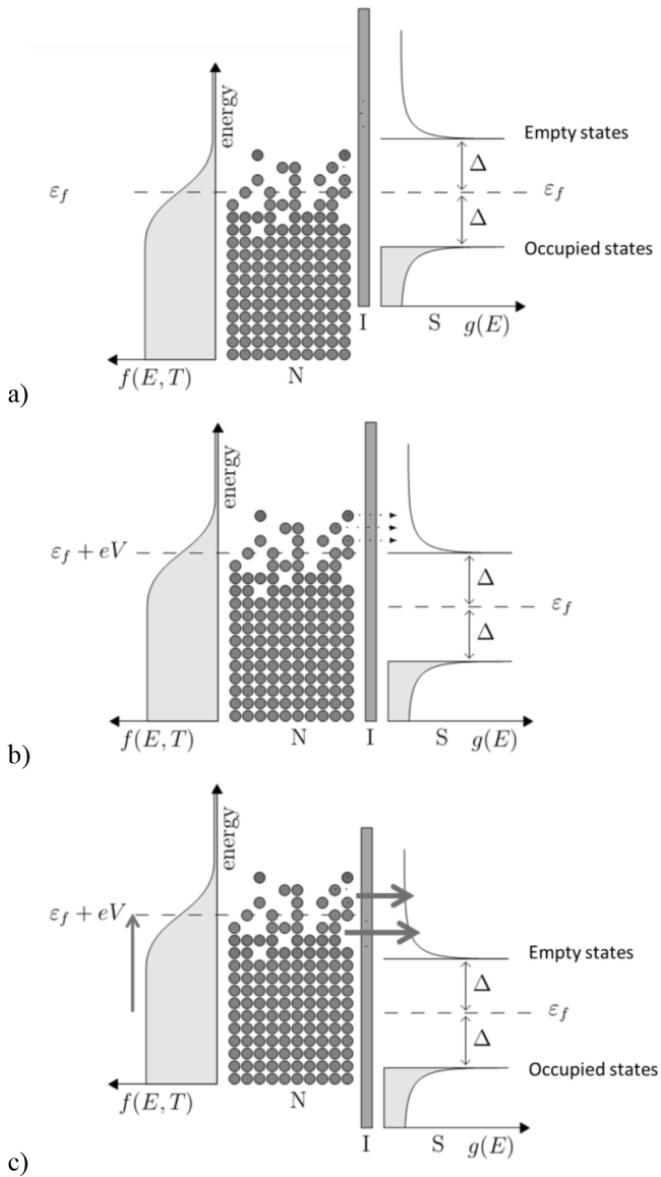 energy
Empty states
Δ
ε_f
ε_f
Δ
Occupied states
I
f(E, T)
N
S
g(E)
a)
energy
ε_f + eV
Δ
ε_f
Δ
f(E, T)
N
I
S
g(E)
b)
energy
ε_f + eV
Empty states
Δ
ε_f
Δ
Occupied states
f(E, T)
N
I
S
g(E)
c)